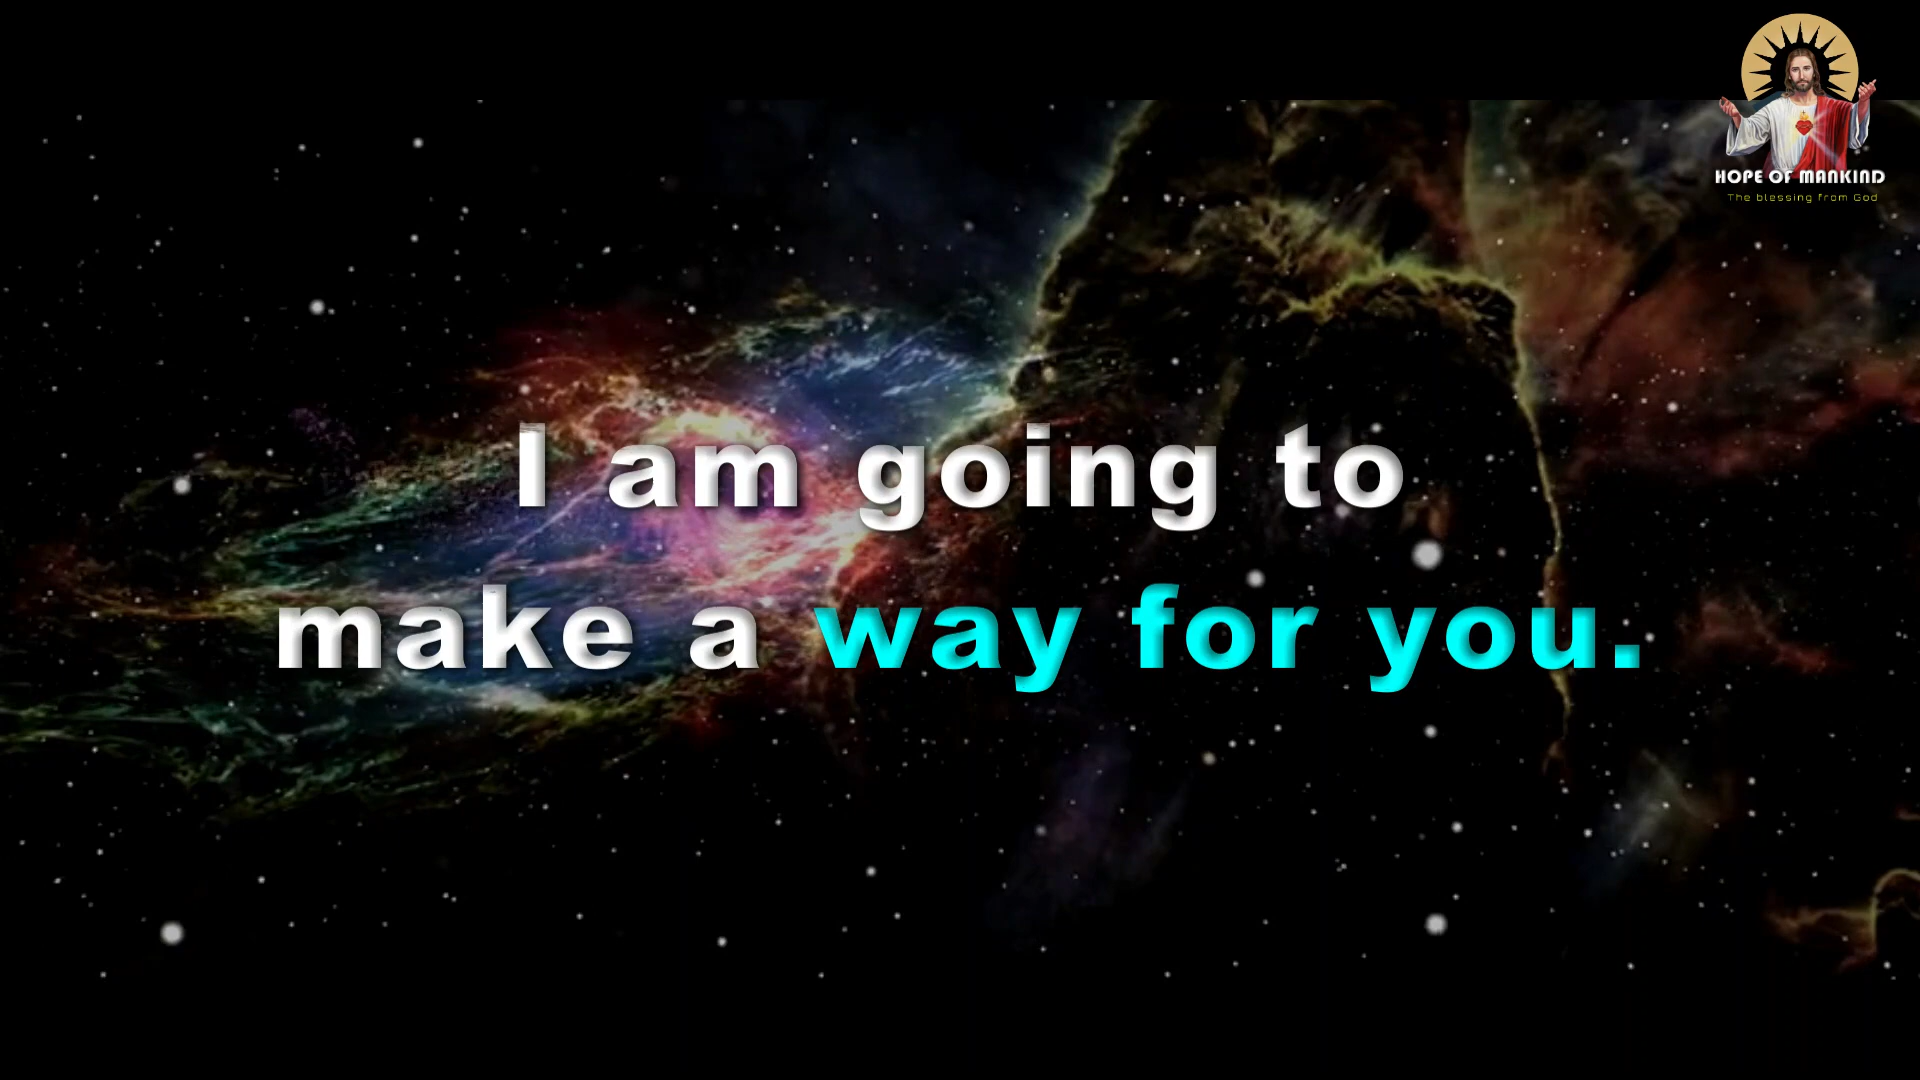 HOPE OF MANKIND
The blessing from God
I am going to
make a way for you.